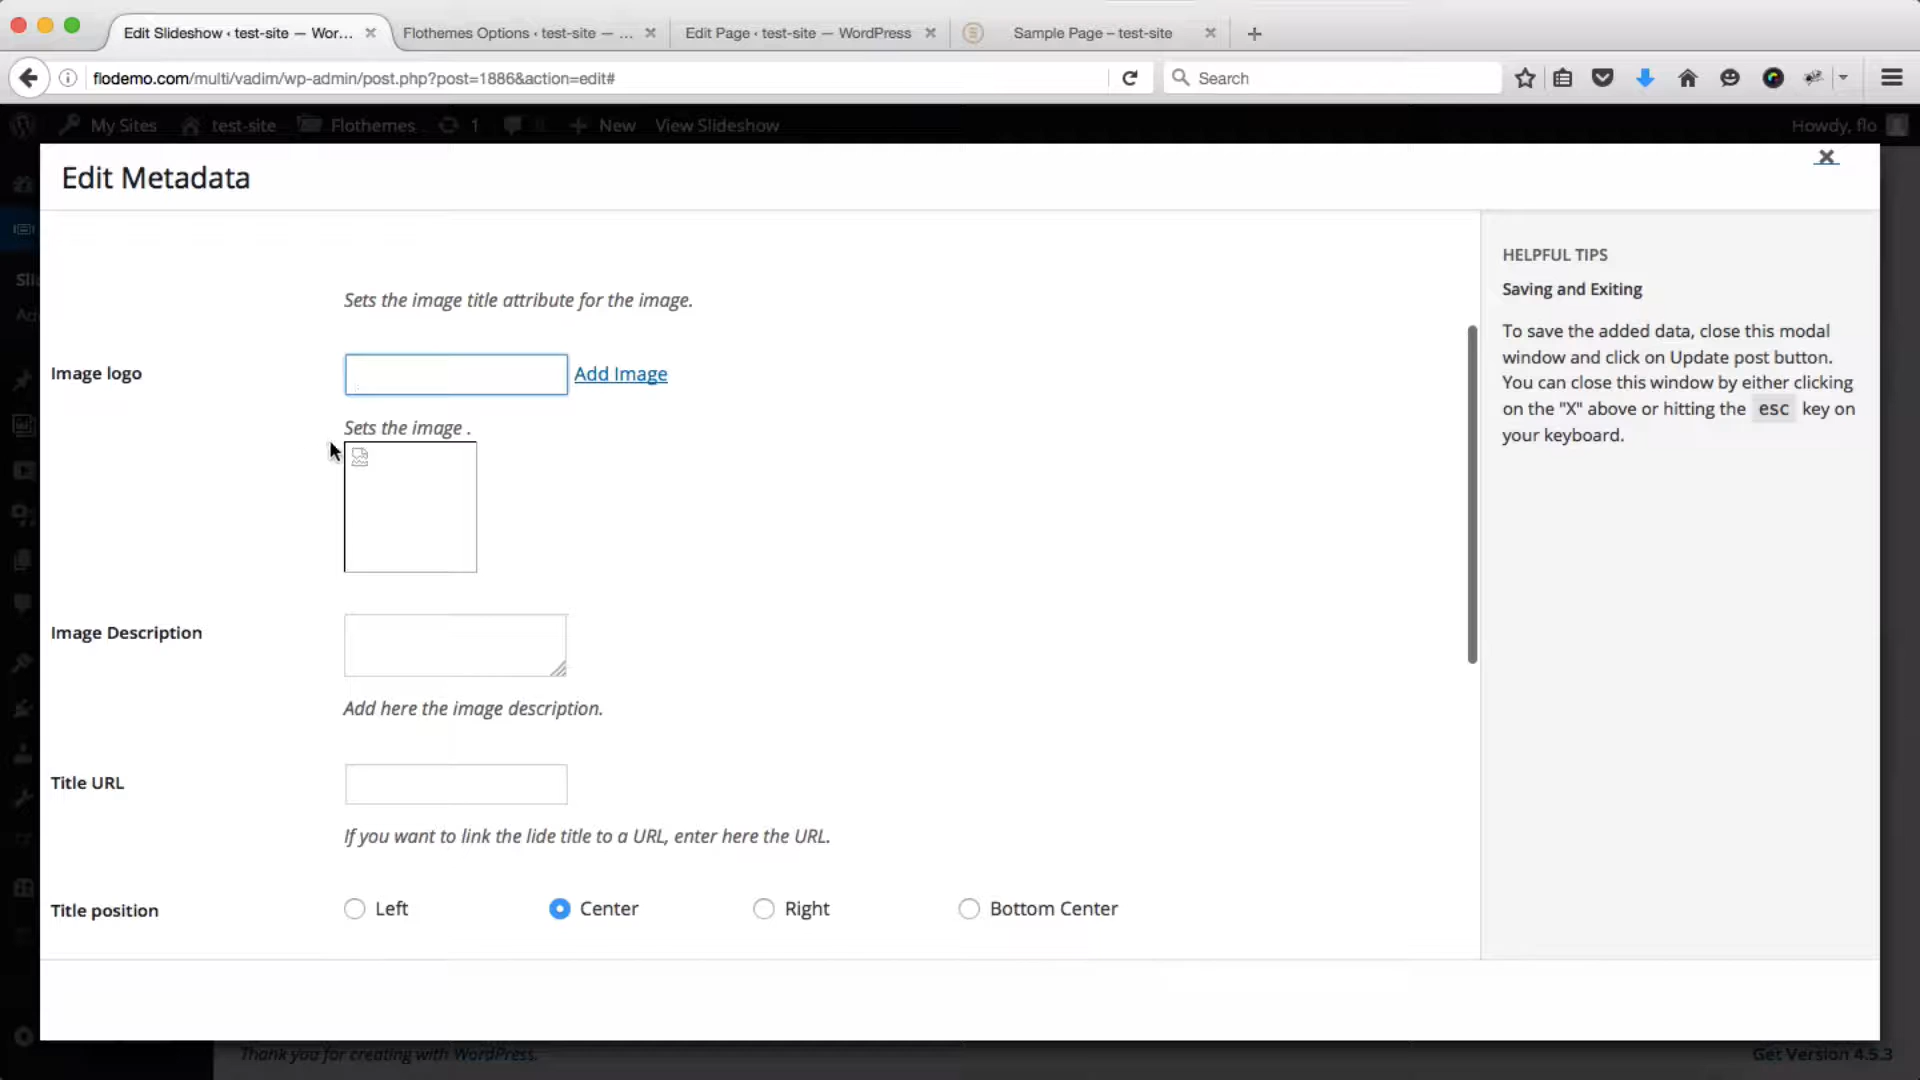 Edit Slideshow ‹ test-site — Wor...
Flothemes Options ‹ test-site — ...
Edit Page ‹ test-site — WordPress
Sample Page – test-site
flodemo.com/multi/vadim/wp-admin/post.php?post=1886&action=edit#
Search
My Sites
test-site
Flothemes
1
New
View Slideshow
Howdy, flo
Edit Metadata
Sets the image title attribute for the image.
Image logo
Add Image
Sets the image .
Image Description
Add here the image description.
Title URL
If you want to link the lide title to a URL, enter here the URL.
Title position
Left
Center
Right
Bottom Center
HELPFUL TIPS
Saving and Exiting
To save the added data, close this modal
window and click on Update post button.
You can close this window by either clicking
on the "X" above or hitting the esc key on
your keyboard.
Thank you for creating with WordPress.
Get Version 4.5.3